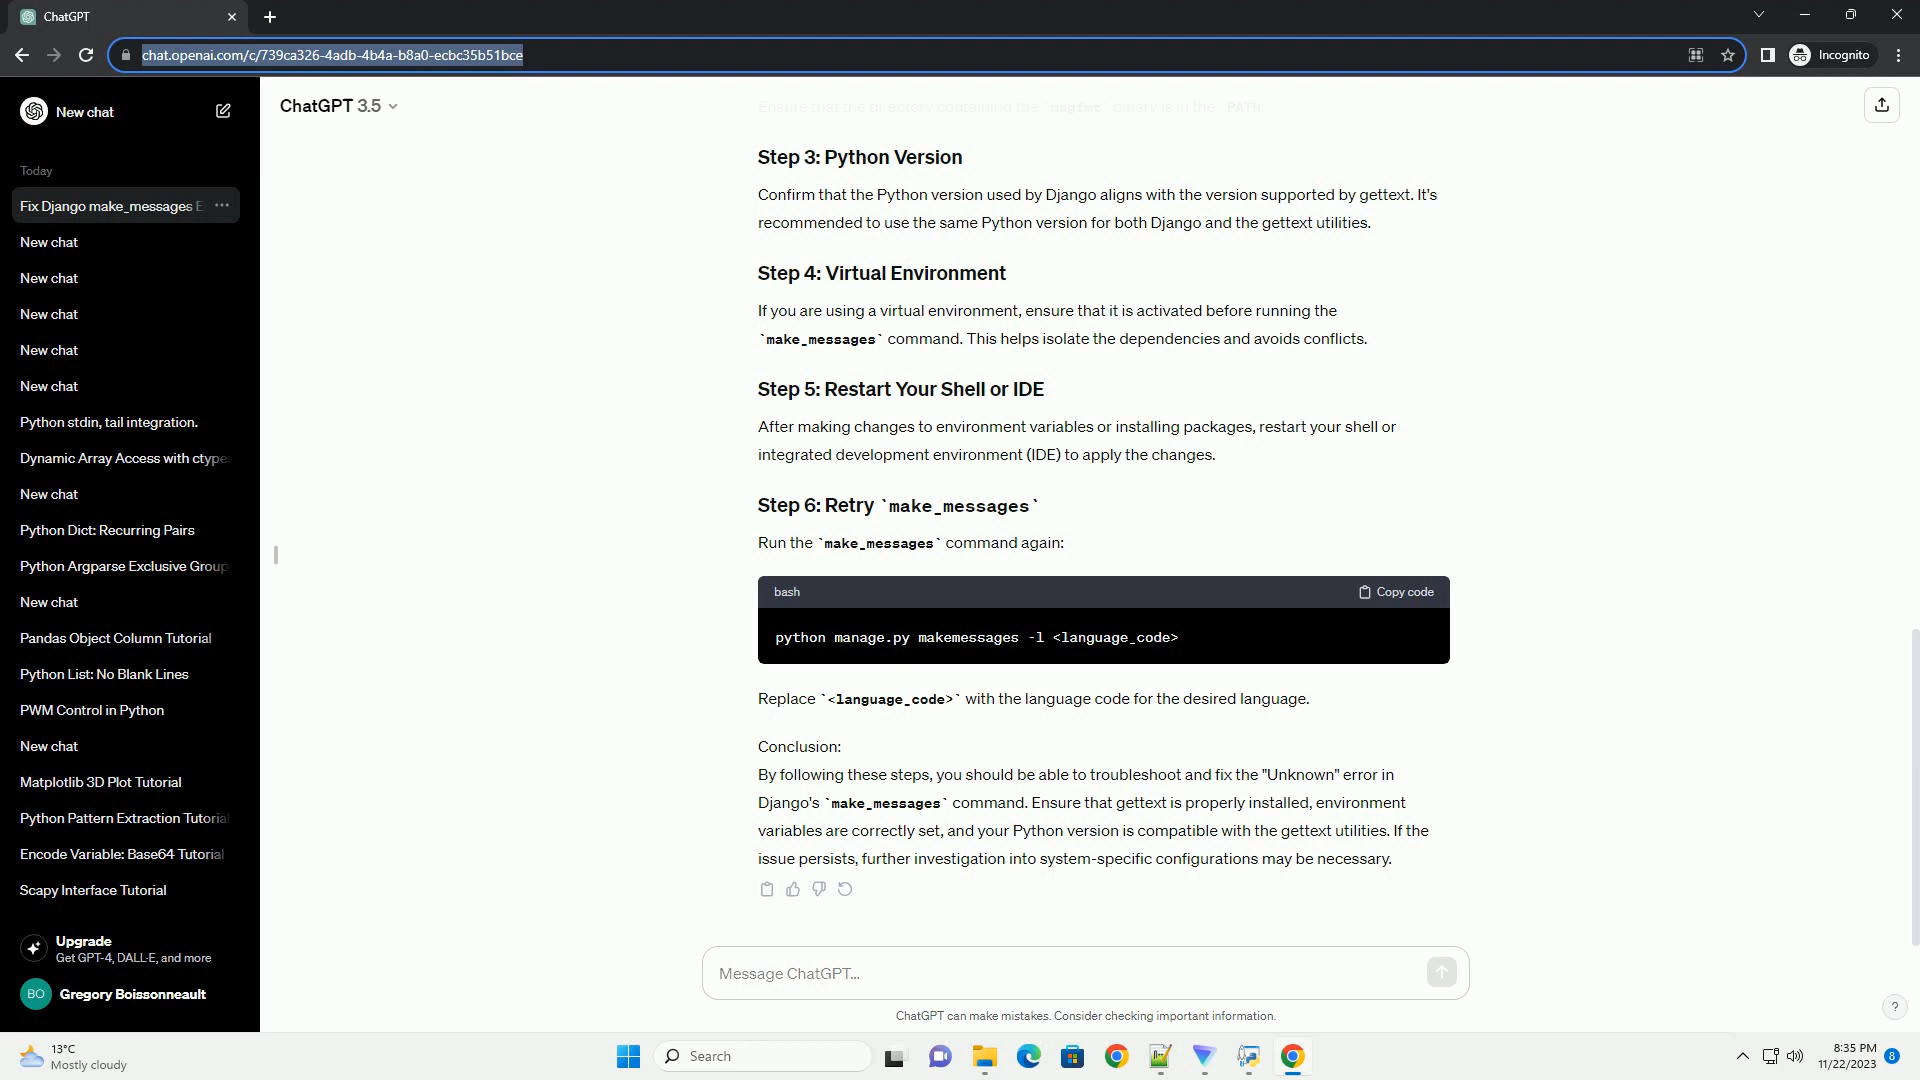 ChatGPT
chat.openai.com/c/739ca326-4adb-4b4a-b8a0-ecbc35b51bce
Incognito
New chat
ChatGPT 3.5
Ensure that the directory containing the `msgfmt` binary is in the `PATH`
Today
Fix Django make_messages E
New chat
New chat
New chat
New chat
New chat
Python stdin, tail integration.
Dynamic Array Access with ctype
New chat
Python Dict: Recurring Pairs
Python Argparse Exclusive Group
New chat
Pandas Object Column Tutorial
Python List: No Blank Lines
PWM Control in Python
New chat
Matplotlib 3D Plot Tutorial
Python Pattern Extraction Tutorial
Encode Variable: Base64 Tutorial
Scapy Interface Tutorial
Upgrade
Get GPT-4, DALL·E, and more
BO
Gregory Boissonneault
Step 3: Python Version
Confirm that the Python version used by Django aligns with the version supported by gettext. It's
recommended to use the same Python version for both Django and the gettext utilities.
Step 4: Virtual Environment
If you are using a virtual environment, ensure that it is activated before running the
`make_messages` command. This helps isolate the dependencies and avoids conflicts.
Step 5: Restart Your Shell or IDE
After making changes to environment variables or installing packages, restart your shell or
integrated development environment (IDE) to apply the changes.
Step 6: Retry `make_messages`
Run the `make_messages` command again:
bash
Copy code
python manage.py makemessages -l <language_code>
Replace `<language_code>` with the language code for the desired language.
Conclusion:
By following these steps, you should be able to troubleshoot and fix the "Unknown" error in
Django's `make_messages` command. Ensure that gettext is properly installed, environment
variables are correctly set, and your Python version is compatible with the gettext utilities. If the
issue persists, further investigation into system-specific configurations may be necessary.
Message ChatGPT...
ChatGPT can make mistakes. Consider checking important information.
?
13°C
Mostly cloudy
Search
8:35 PM
11/22/2023
8